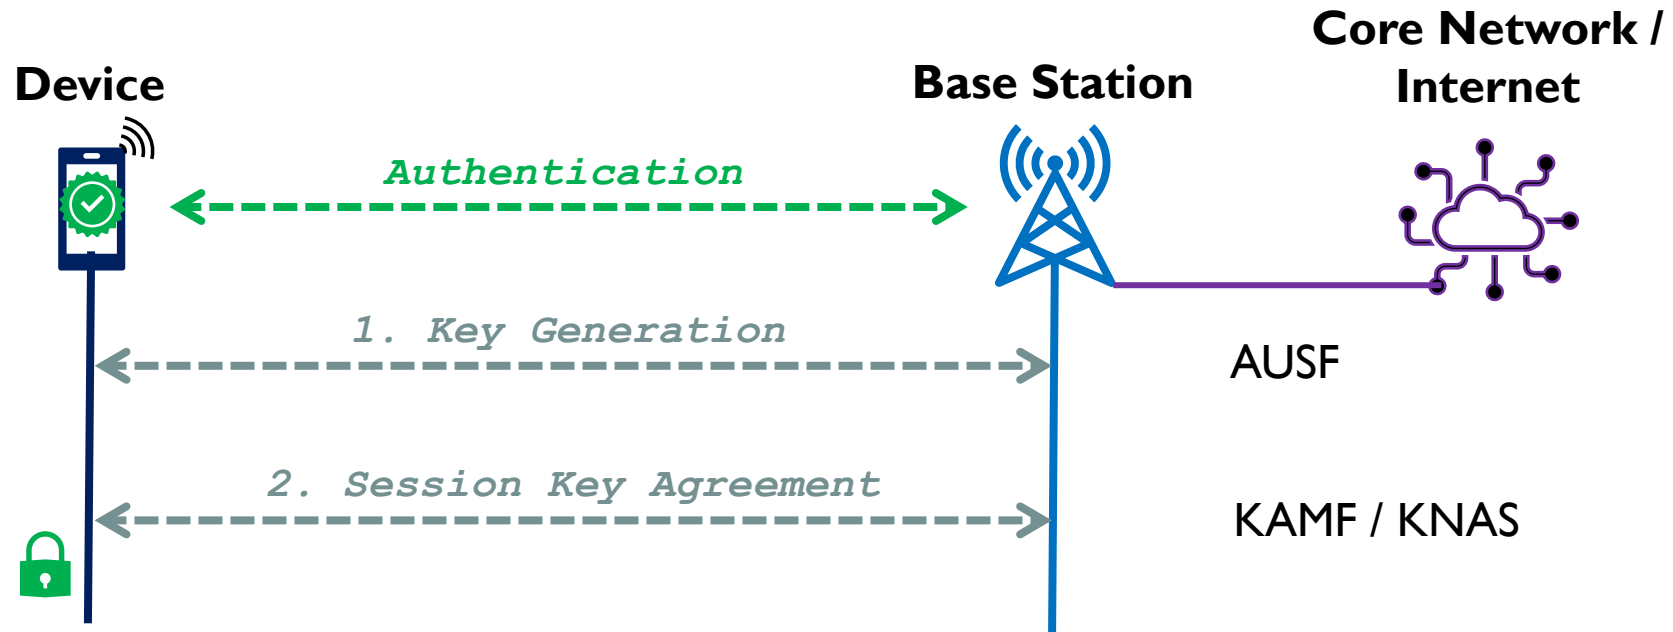 Core Network /
Internet
Device
Base Station
Authentication
1. Key Generation
AUSF
2. Session Key Agreement
KAMF / KNAS